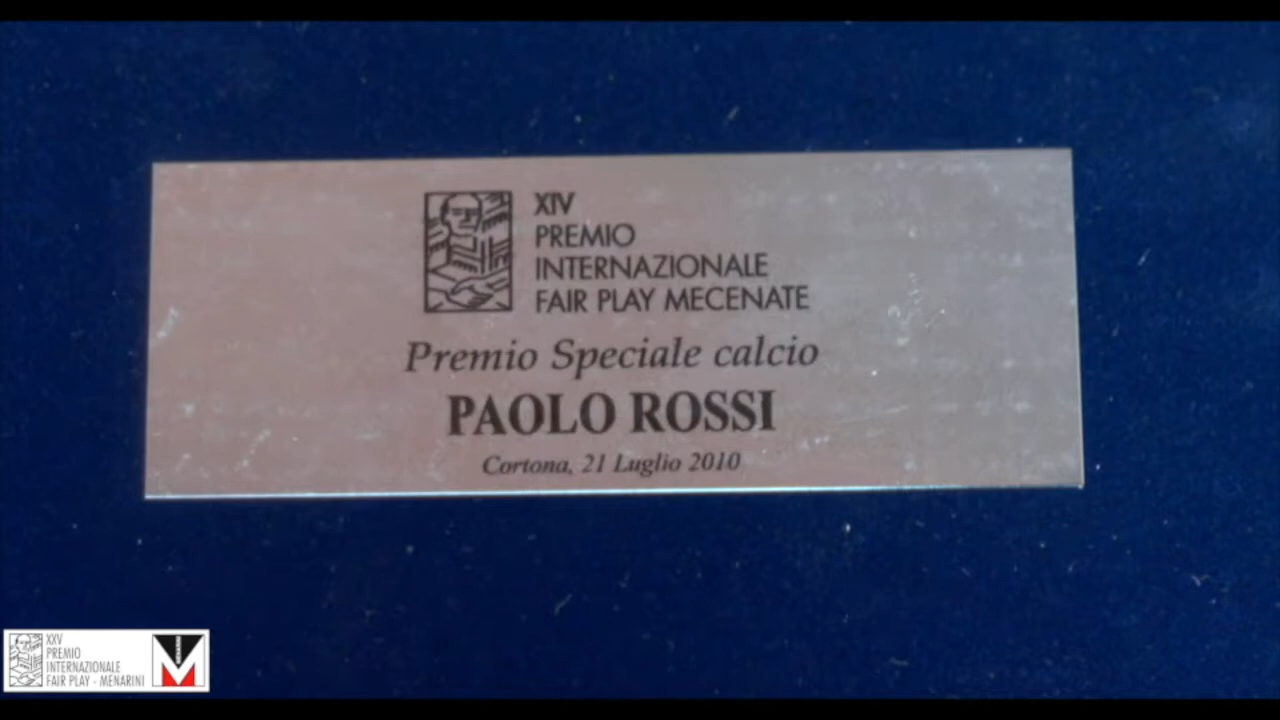 XIV
PREMIO
INTERNAZIONALE
FAIR PLAY MECENATE
Premio Speciale calcio
PAOLO ROSSI
Cortona, 21 Luglio 2010
XXV
PREMIO
INTERNAZIONALE
FAIR PLAY - MENARINI
MENARINI